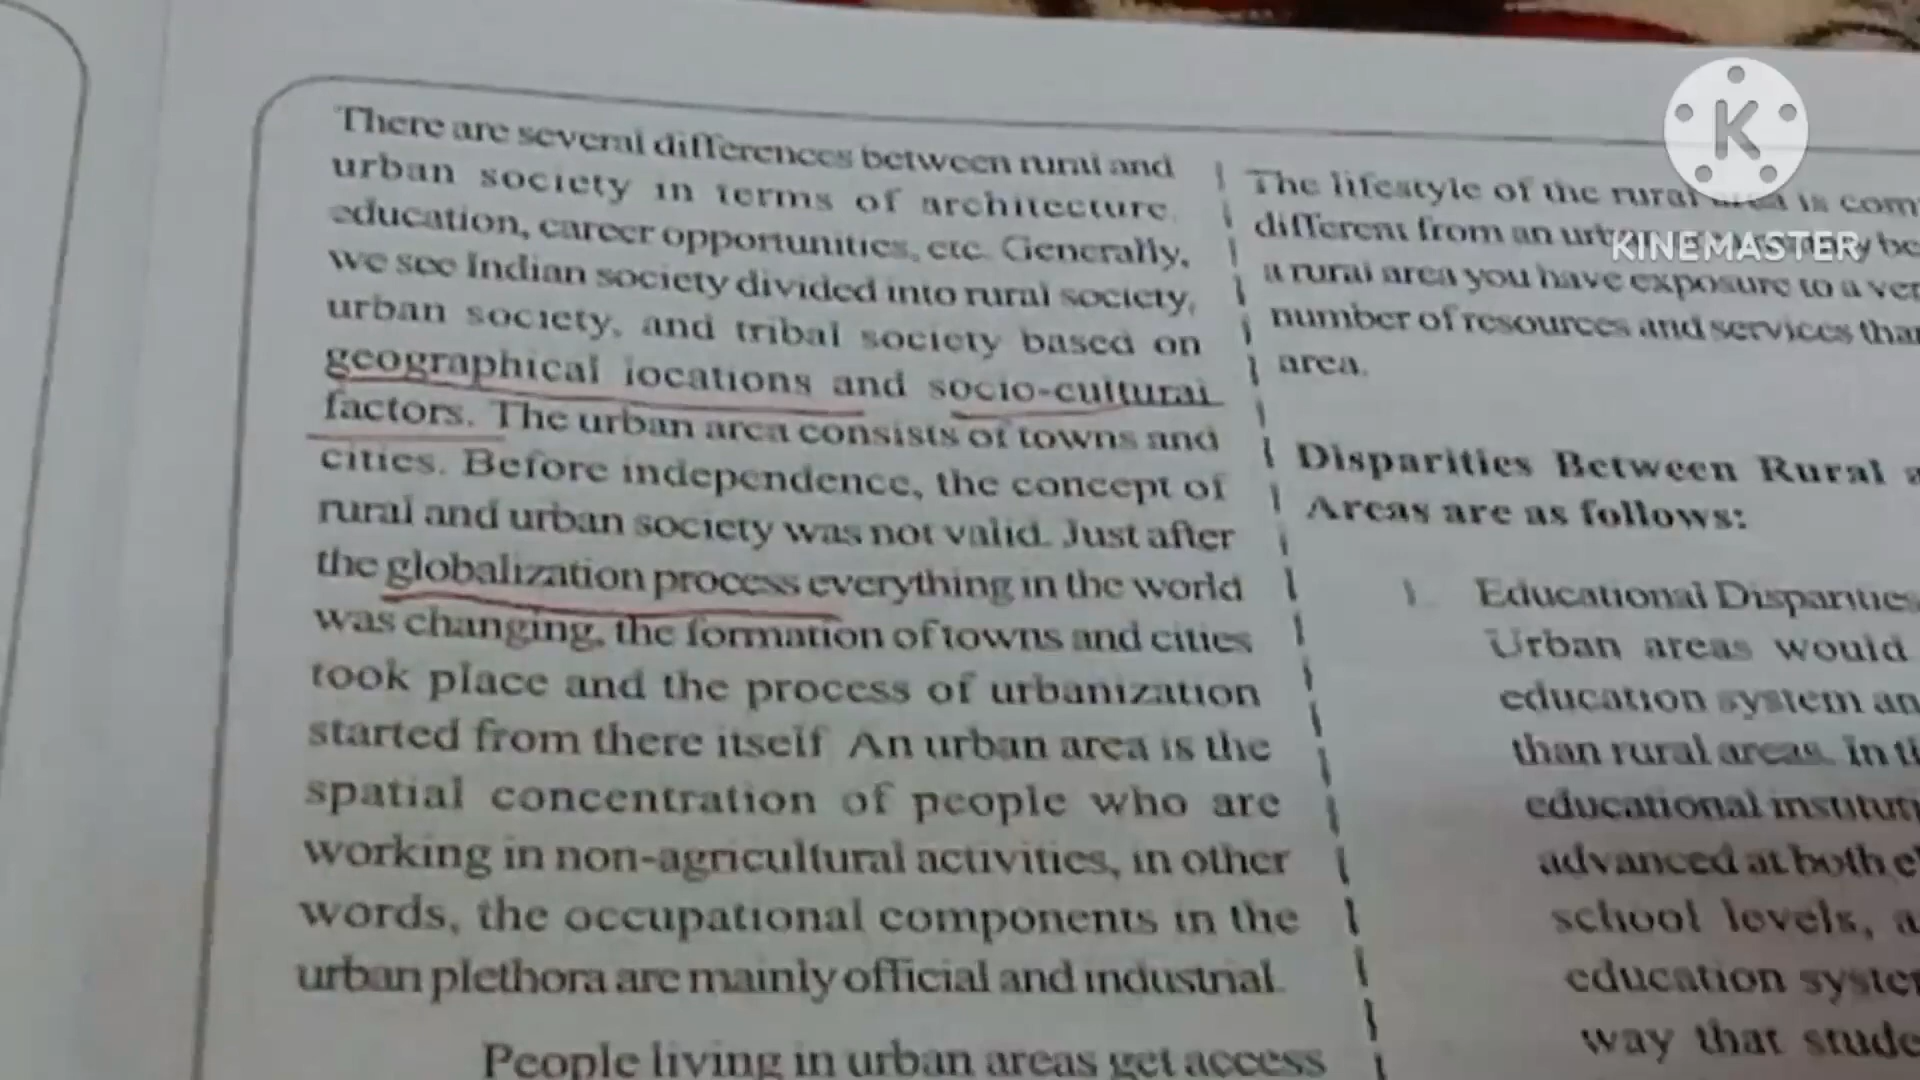 There are several differences between rural and
urban society in terms of architecture,
education, career opportunities, etc. Generally,
we see Indian society divided into rural society,
urban society, and tribal society based on
geographical locations and socio-cultural
factors. The urban area consists of towns and
cities. Before independence, the concept of
rural and urban society was not valid. Just after
the globalization process everything in the world
was changing, the formation of towns and cities
took place and the process of urbanization
started from there itself. An urban area is the
spatial concentration of people who are
working in non-agricultural activities, in other
words, the occupational components in the
urban plethora are mainly official and industrial.
People living in urban areas get access
The lifestyle of the rural area is
different from an
a rural area you have exposure to a
number of resources and services
area.
Disparities Between Rural
Areas are as follows:
Educational Disparities
Urban areas would
education system
than rural areas. In
educational
advanced at both
school levels,
education
way that
K
KINEMASTER